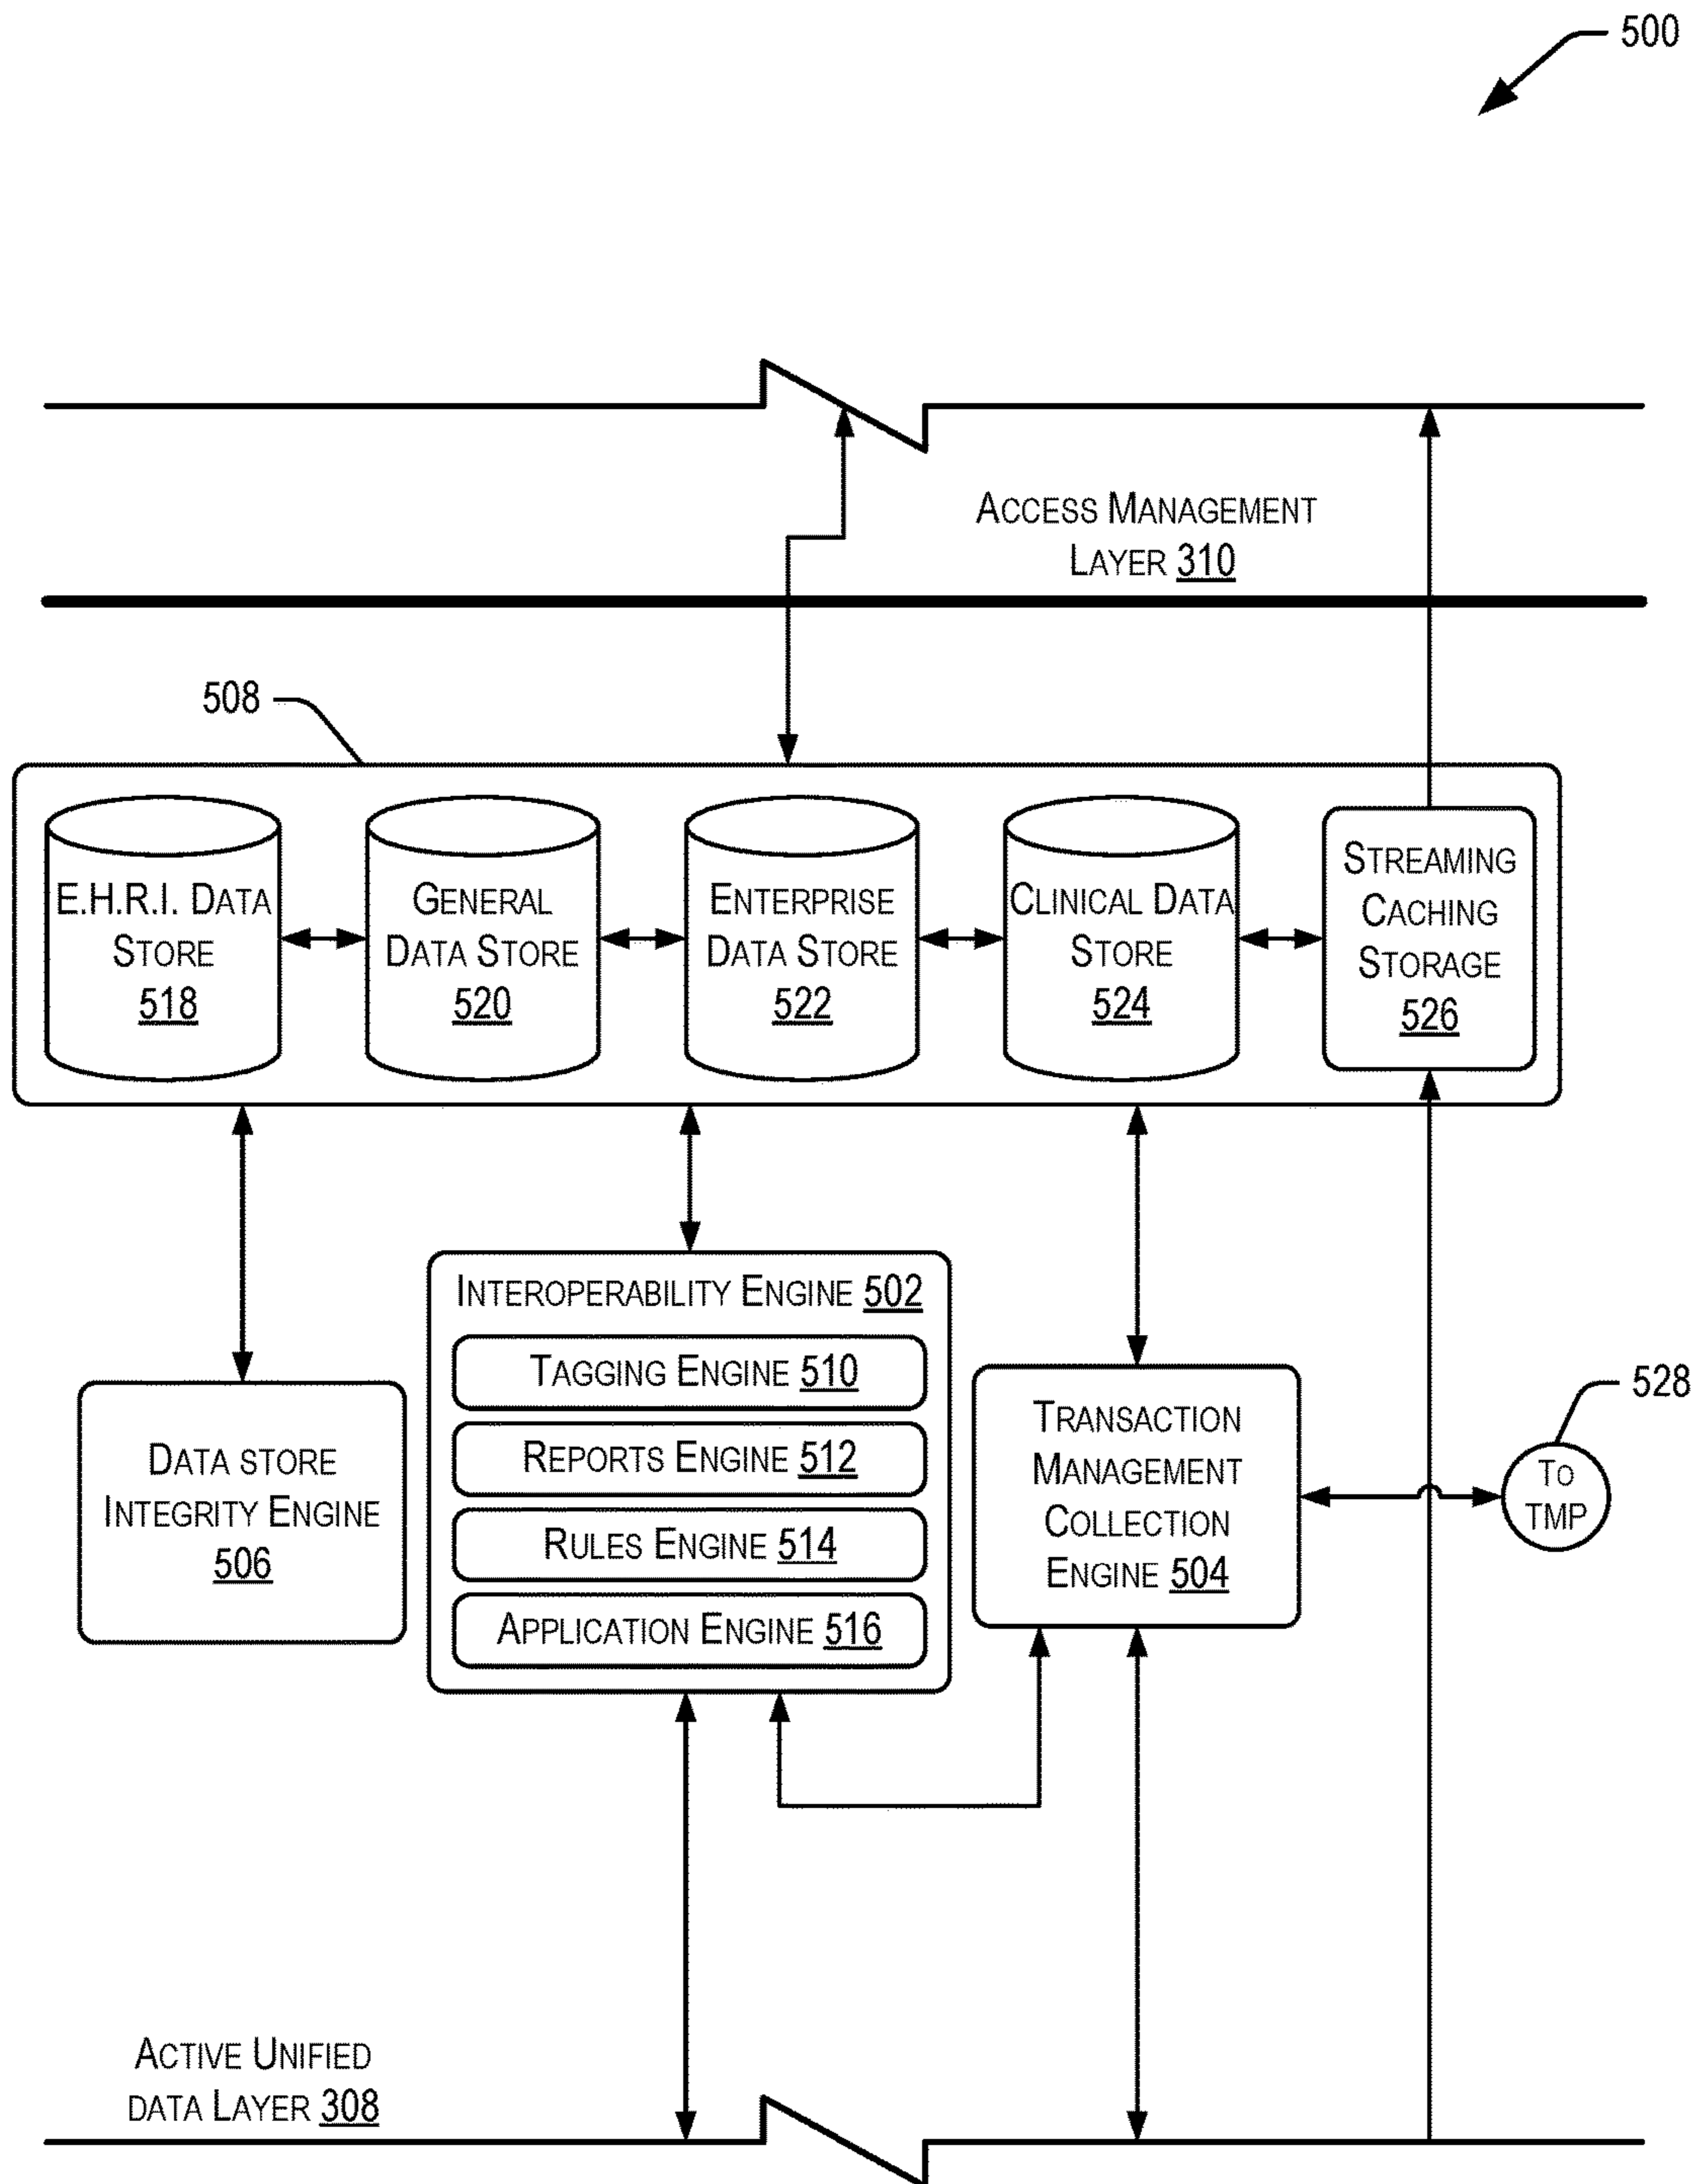 500
ACCESS MANAGEMENT
LAYER 310
508
E.H.R.I. DATA
STORE
518
GENERAL
DATA STORE
520
ENTERPRISE
DATA STORE
522
CLINICAL DATA
STORE
524
STREAMING
CACHING
STORAGE
526
INTEROPERABILITY ENGINE 502
TAGGING ENGINE 510
REPORTS ENGINE 512
RULES ENGINE 514
APPLICATION ENGINE 516
DATA STORE
INTEGRITY ENGINE
506
TRANSACTION
MANAGEMENT
COLLECTION
ENGINE 504
528
TO
TMP
ACTIVE UNIFIED
DATA LAYER 308